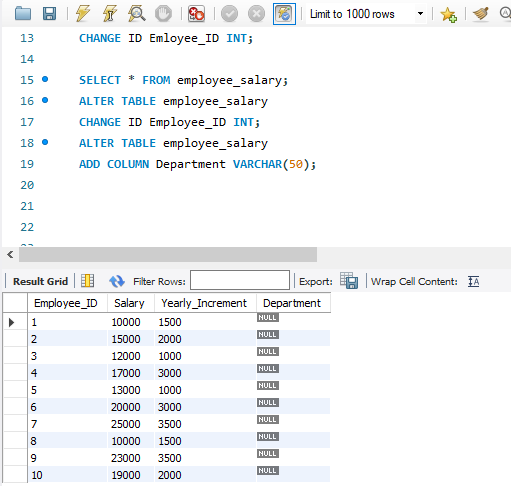 Limit to 1000 rows
13 CHANGE ID Emloyee_ID INT;
14
15 SELECT * FROM employee_salary;
16 ALTER TABLE employee_salary
17 CHANGE ID Employee_ID INT;
18 ALTER TABLE employee_salary
19 ADD COLUMN Department VARCHAR(50);
20
21
22
Result Grid Filter Rows: Export: Wrap Cell Content: IA
Employee_ID Salary Yearly_Increment Department
1 10000 1500 NULL
2 15000 2000 NULL
3 12000 1000 NULL
4 17000 3000 NULL
5 13000 1000 NULL
6 20000 3000 NULL
7 25000 3500 NULL
8 10000 1500 NULL
9 23000 3500 NULL
10 19000 2000 NULL